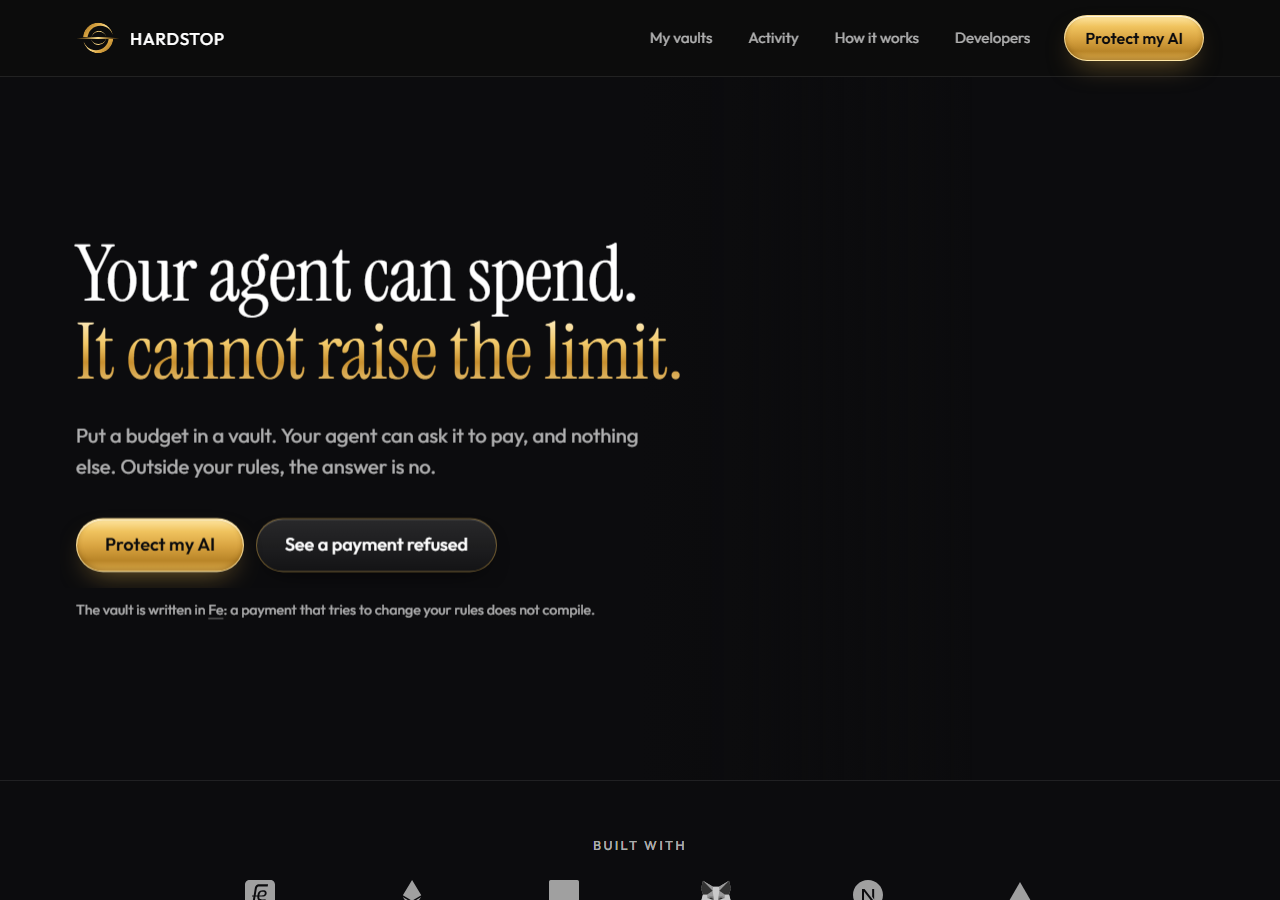 HARDSTOP
My vaults
Activity
How it works
Developers
Protect my AI
Your agent can spend.
It cannot raise the limit.
Put a budget in a vault. Your agent can ask it to pay, and nothing
else. Outside your rules, the answer is no.
Protect my AI
See a payment refused
The vault is written in Fe: a payment that tries to change your rules does not compile.
BUILT WITH
fe
N